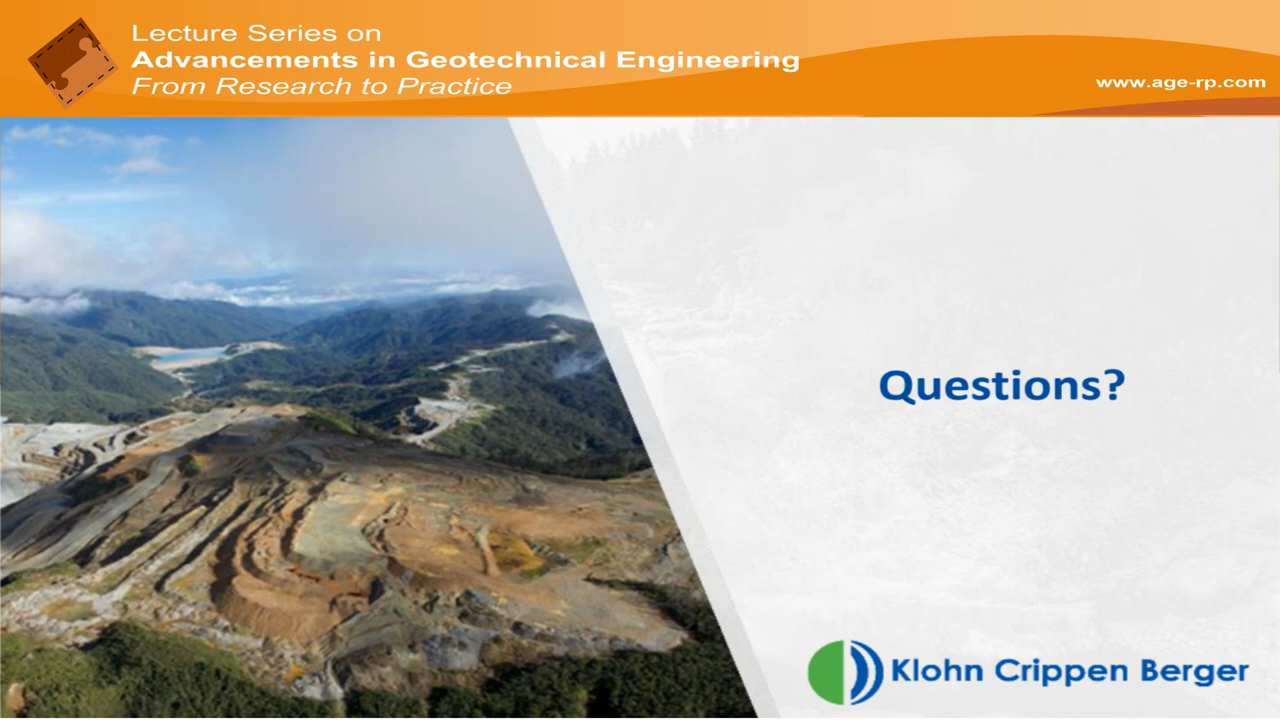 Lecture Series on
Advancements in Geotechnical Engineering
From Research to Practice
www.age-rp.com
Questions?
Klohn Crippen Berger